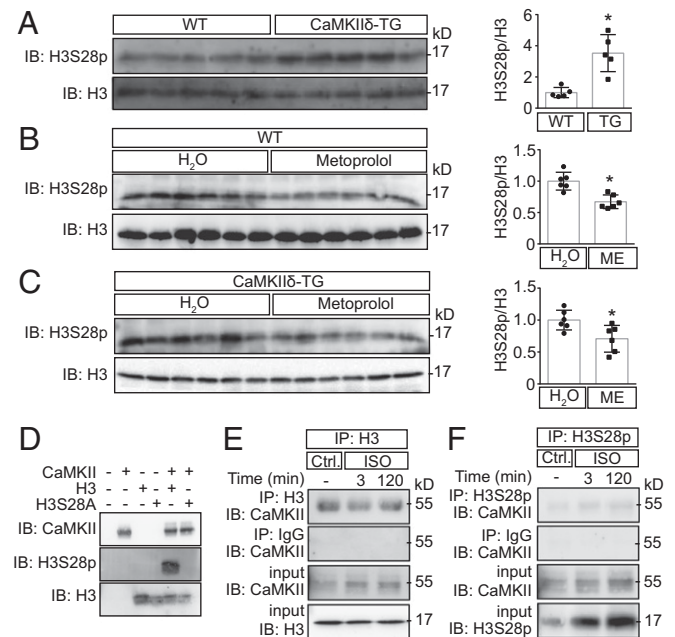 A
WT CaMKIIδ-TG
kD
IB: H3S28p
17
IB: H3
17
H3S28p/H3
6
4
2
0
*
WT TG
B
WT
H₂O Metoprolol
kD
IB: H3S28p
17
IB: H3
17
H3S28p/H3
1.5
1.0
0.5
0.0
*
H₂O ME
C
CaMKIIδ-TG
H₂O Metoprolol
kD
IB: H3S28p
17
IB: H3
17
H3S28p/H3
1.5
1.0
0.5
0.0
*
H₂O ME
D
CaMKII - + - - + +
H3 - - + - + -
H3S28A - - - + - +
IB: CaMKII
IB: H3S28p
IB: H3
E
IP: H3
Ctrl. ISO
Time (min) - 3 120 kD
IP: H3
IB: CaMKII
55
IP: IgG
IB: CaMKII
55
input
IB: CaMKII
55
input
IB: H3
17
F
IP: H3S28p
Ctrl. ISO
Time (min) - 3 120 kD
IP: H3S28p
IB: CaMKII
55
IP: IgG
IB: CaMKII
55
input
IB: CaMKII
55
input
IB: H3S28p
17